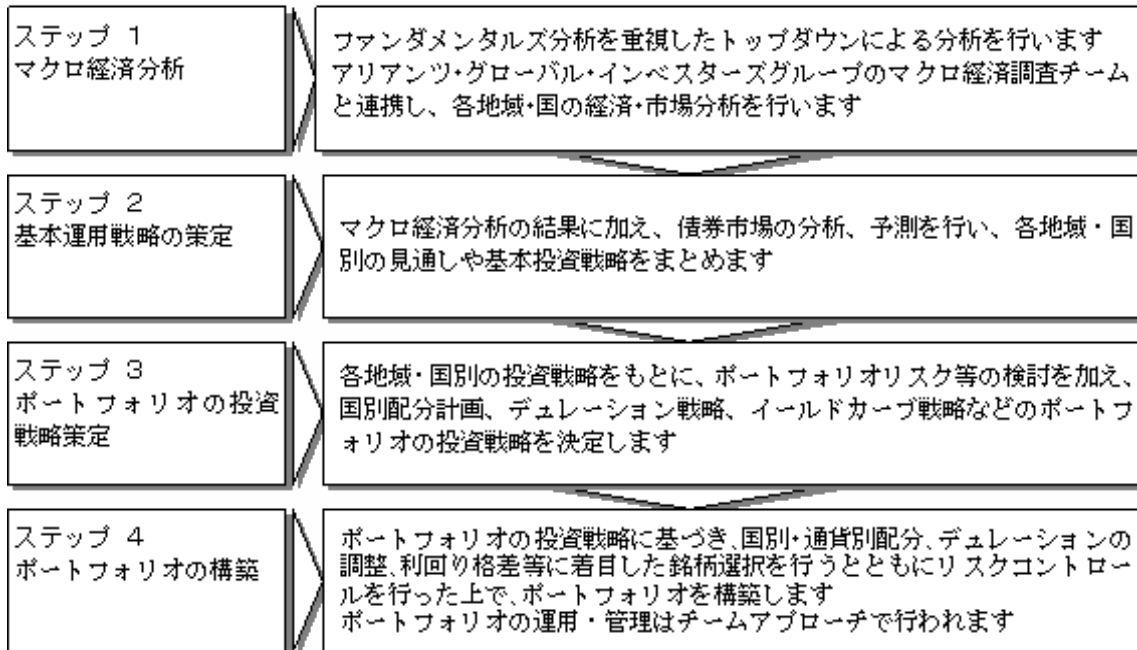 ステップ 1
マクロ経済分析
ファンダメンタルズ分析を重視したトップダウンによる分析を行います
アリアンツ・グローバル・インベスターズグループのマクロ経済調査チーム
と連携し、各地域・国の経済・市場分析を行います
ステップ 2
基本運用戦略の策定
マクロ経済分析の結果に加え、債券市場の分析、予測を行い、各地域・国
別の見通しや基本投資戦略をまとめます
ステップ 3
ポートフォリオの投資
戦略策定
各地域・国別の投資戦略をもとに、ポートフォリオリスク等の検討を加え、
国別配分計画、デュレーション戦略、イールドカーブ戦略などのポートフ
ォリオの投資戦略を決定します
ステップ 4
ポートフォリオの構築
ポートフォリオの投資戦略に基づき、国別・通貨別配分、デュレーションの
調整、利回り格差等に着目した銘柄選択を行うとともにリスクコントロー
ルを行った上で、ポートフォリオを構築します
ポートフォリオの運用・管理はチームアプローチで行われます